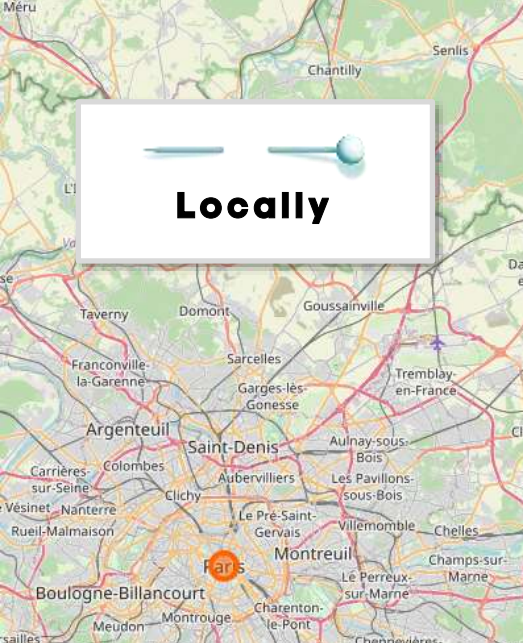 Méru
Senlis
Chantilly
Locally
Goussainville
Taverny
Domont
Sarcelles
Franconville-
la-Garenne
Tremblay-
en-France
Garges-lès-
Gonesse
Argenteuil
Saint-Denis
Aulnay-sous-
Bois
Carrières-
sur-Seine
Colombes
Aubervilliers
Les Pavillons-
sous-Bois
Clichy
Vésinet
Nanterre
Le Pré-Saint-
Gervais
Villemomble
Rueil-Malmaison
Chelles
Montreuil
Champs-sur-
Marne
Paris
Le Perreux-
sur-Marne
Boulogne-Billancourt
Charenton-
le-Pont
Montrouge
Meudon